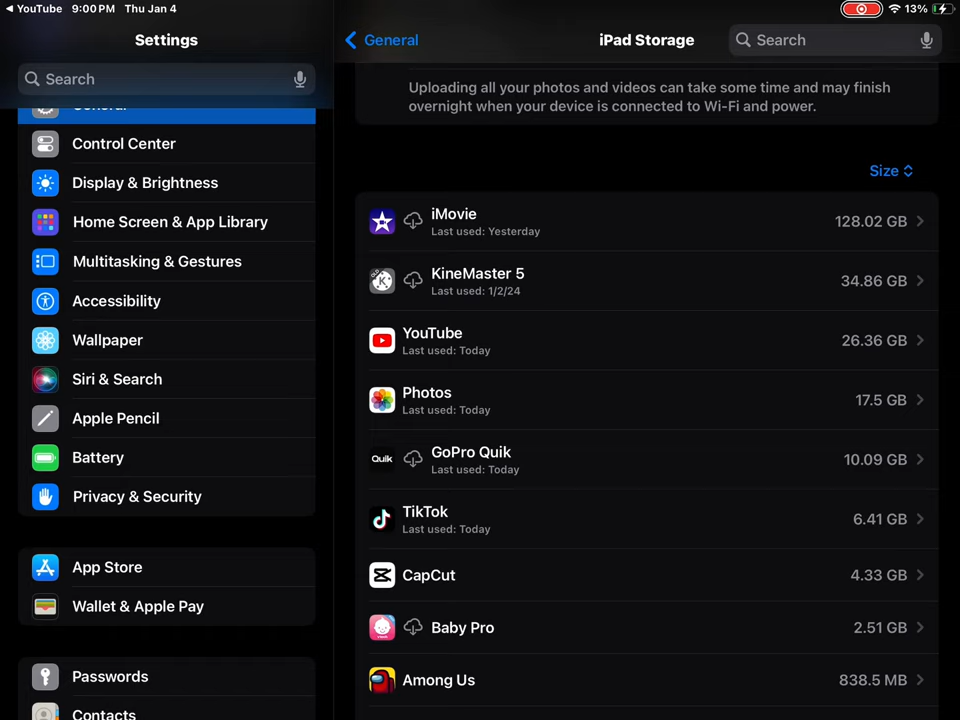 YouTube 9:00 PM Thu Jan 4
13%
Settings
Search
General
Control Center
Display & Brightness
Home Screen & App Library
Multitasking & Gestures
Accessibility
Wallpaper
Siri & Search
Apple Pencil
Battery
Privacy & Security
App Store
Wallet & Apple Pay
Passwords
Contacts
General
iPad Storage
Search
Uploading all your photos and videos can take some time and may finish
overnight when your device is connected to Wi-Fi and power.
Size
iMovie
Last used: Yesterday
128.02 GB
KineMaster 5
Last used: 1/2/24
34.86 GB
YouTube
Last used: Today
26.36 GB
Photos
Last used: Today
17.5 GB
Quik
GoPro Quik
Last used: Today
10.09 GB
TikTok
Last used: Today
6.41 GB
CapCut
4.33 GB
Baby Pro
2.51 GB
Among Us
838.5 MB